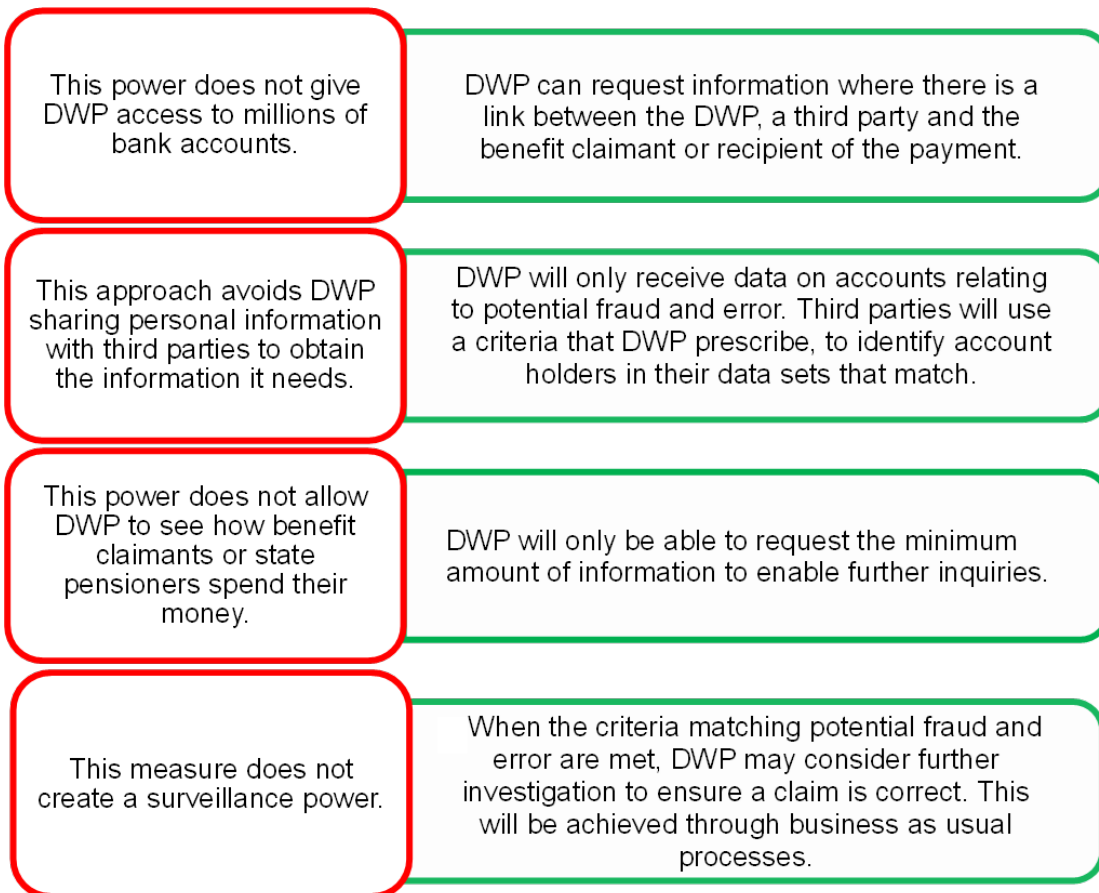 This power does not give
DWP access to millions of
bank accounts.
DWP can request information where there is a
link between the DWP, a third party and the
benefit claimant or recipient of the payment.
This approach avoids DWP
sharing personal information
with third parties to obtain
the information it needs.
DWP will only receive data on accounts relating
to potential fraud and error. Third parties will use
a criteria that DWP prescribe, to identify account
holders in their data sets that match.
This power does not allow
DWP to see how benefit
claimants or state
pensioners spend their
money.
DWP will only be able to request the minimum
amount of information to enable further inquiries.
This measure does not
create a surveillance power.
When the criteria matching potential fraud and
error are met, DWP may consider further
investigation to ensure a claim is correct. This
will be achieved through business as usual
processes.